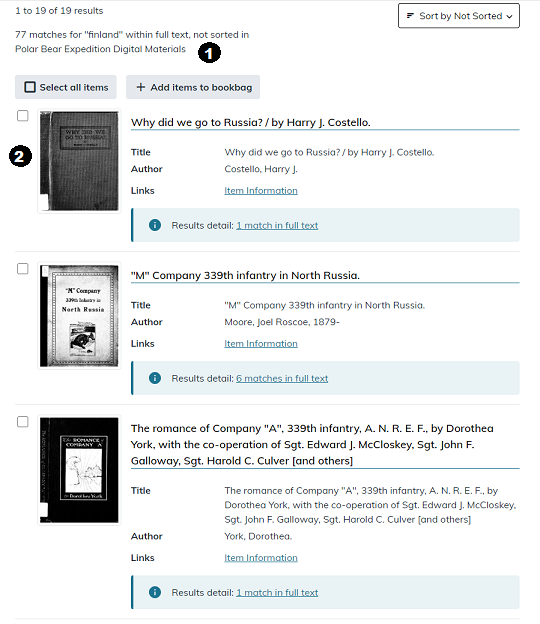 1 to 19 of 19 results
Sort by Not Sorted
77 matches for "finland" within full text, not sorted in
Polar Bear Expedition Digital Materials
1
Select all items
Add items to bookbag
2
WHY DID WE
GO TO RUSSIA?
Why did we go to Russia? / by Harry J. Costello.
Title Why did we go to Russia? / by Harry J. Costello.
Author Costello, Harry J.
Links Item Information
Results detail: 1 match in full text
"M" Company
339th Infantry in
North Russia
"M" Company 339th infantry in North Russia.
Title "M" Company 339th infantry in North Russia.
Author Moore, Joel Roscoe, 1879-
Links Item Information
Results detail: 6 matches in full text
ROMANCE
COMPANY A
Dorothea York
The romance of Company "A", 339th infantry, A. N. R. E. F., by Dorothea
York, with the co-operation of Sgt. Edward J. McCloskey, Sgt. John F.
Galloway, Sgt. Harold C. Culver [and others]
Title The romance of Company "A", 339th infantry, A. N. R. E. F., by
Dorothea York, with the co-operation of Sgt. Edward J. McCloskey,
Sgt. John F. Galloway, Sgt. Harold C. Culver [and others]
Author York, Dorothea.
Links Item Information
Results detail: 1 match in full text